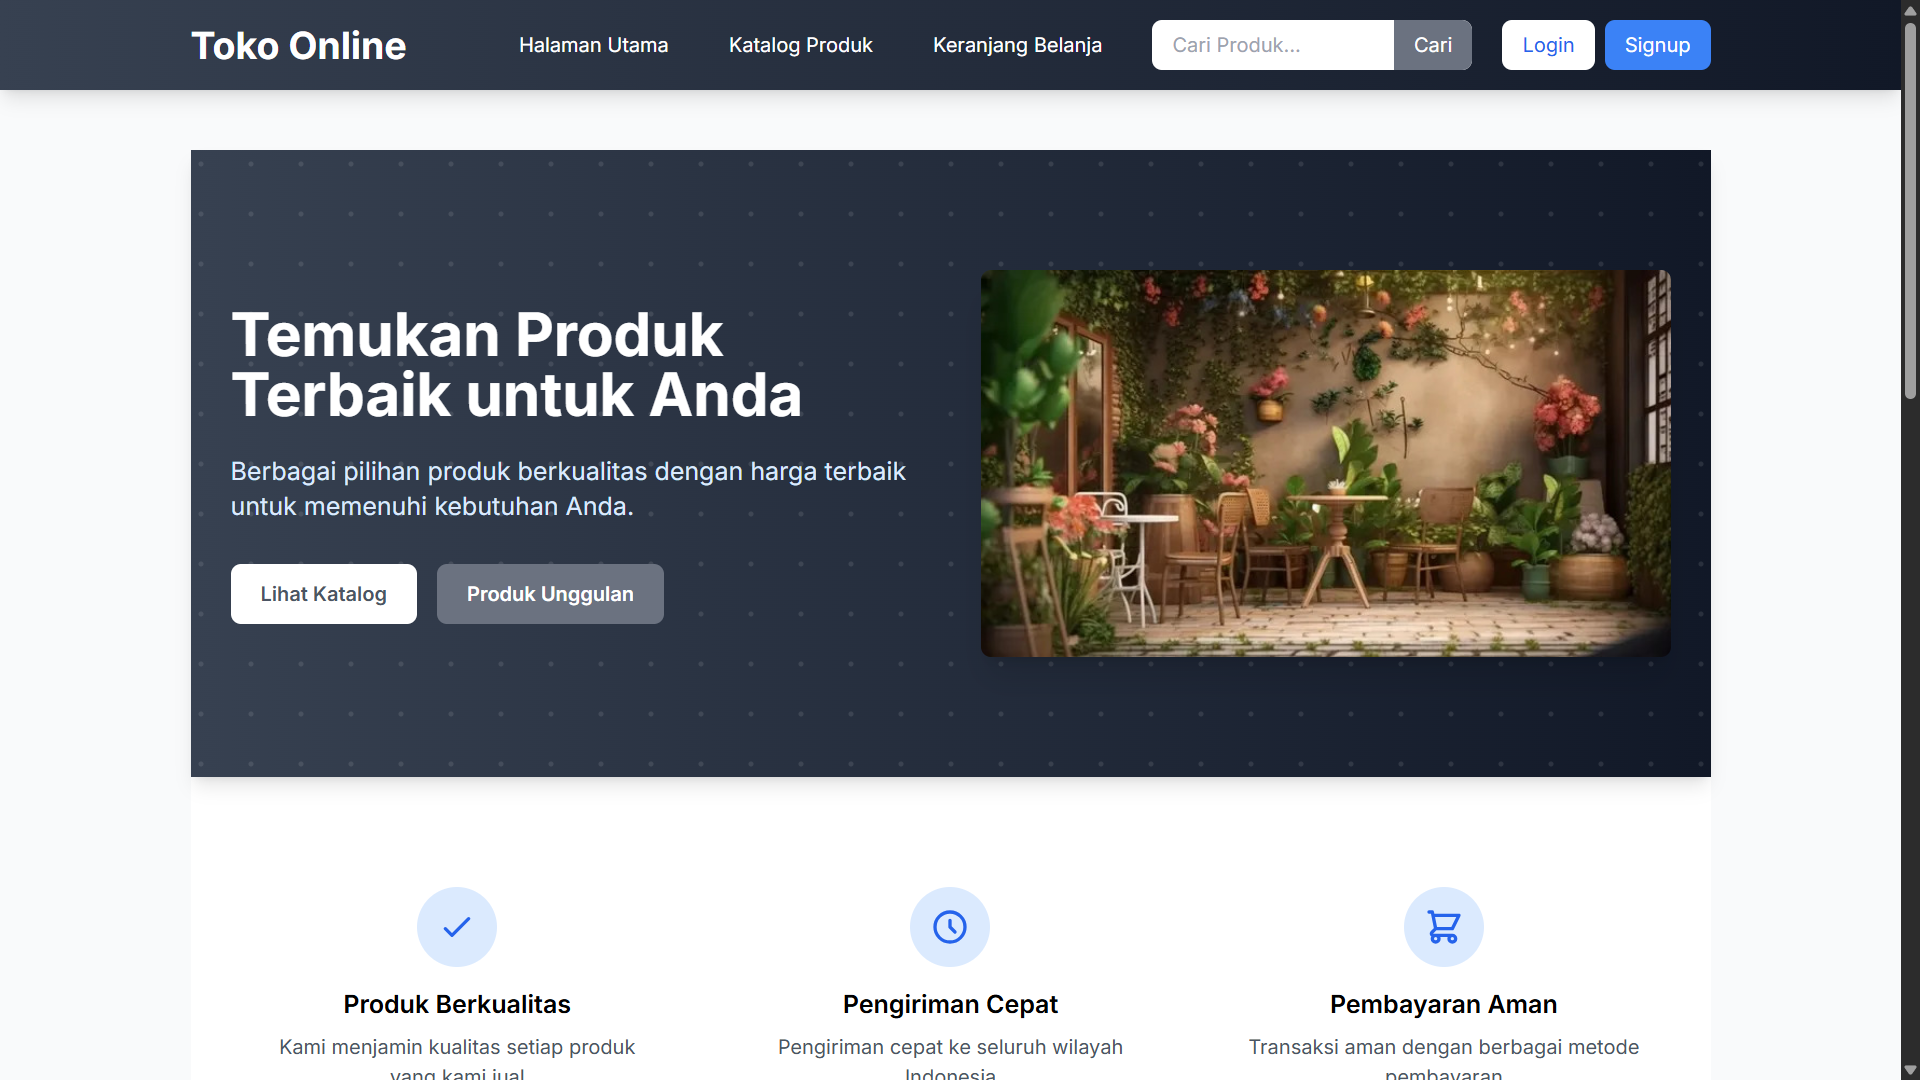 Toko Online
Halaman Utama
Katalog Produk
Keranjang Belanja
Cari Produk...
Cari
Login
Signup
Temukan Produk
Terbaik untuk Anda
Berbagai pilihan produk berkualitas dengan harga terbaik
untuk memenuhi kebutuhan Anda.
Lihat Katalog
Produk Unggulan
Produk Berkualitas
Kami menjamin kualitas setiap produk
yang kami jual
Pengiriman Cepat
Pengiriman cepat ke seluruh wilayah
Indonesia
Pembayaran Aman
Transaksi aman dengan berbagai metode
pembayaran